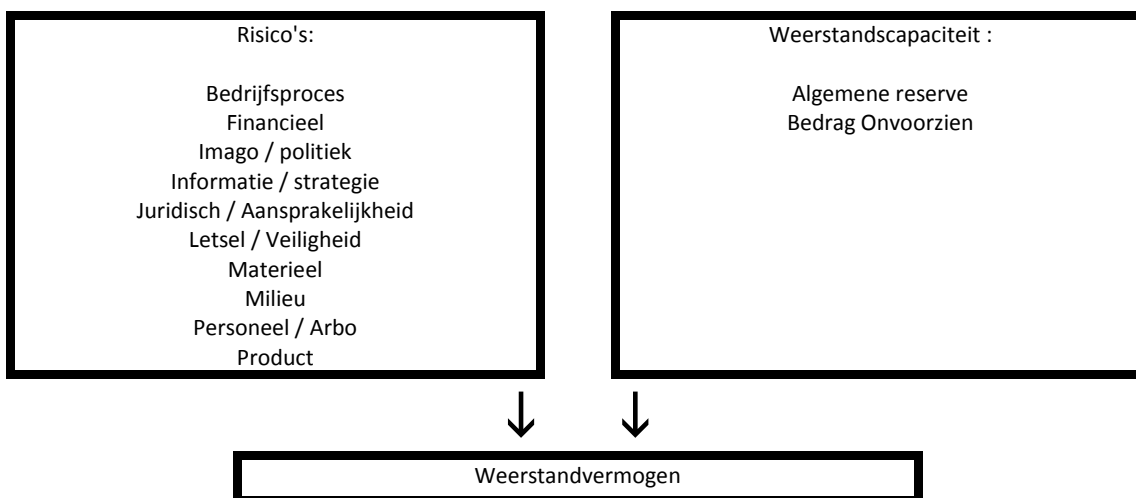 Risico's:
Bedrijfsproces
Financieel
Imago / politiek
Informatie / strategie
Juridisch / Aansprakelijkheid
Letsel / Veiligheid
Materieel
Milieu
Personeel / Arbo
Product
Weerstandscapaciteit :
Algemene reserve
Bedrag Onvoorzien
Weerstandvermogen